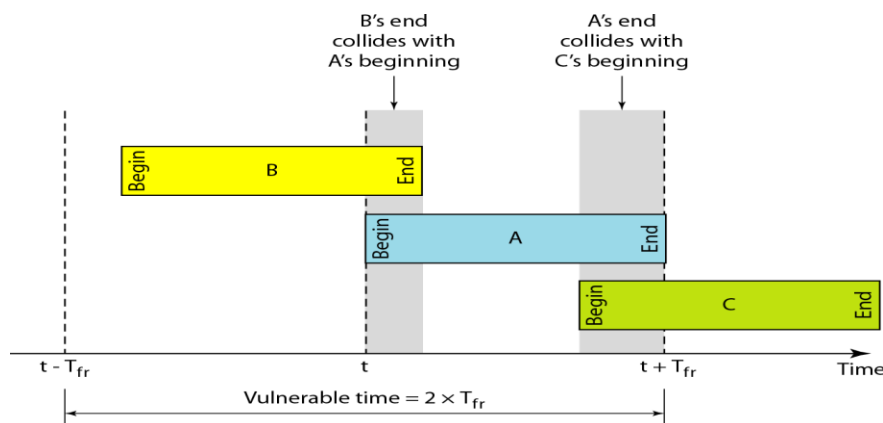 B's end
collides with
A's beginning
A's end
collides with
C's beginning
Begin
B
End
Begin
A
End
Begin
C
End
t - Tfr
t
t + Tfr
Time
Vulnerable time = 2 × Tfr